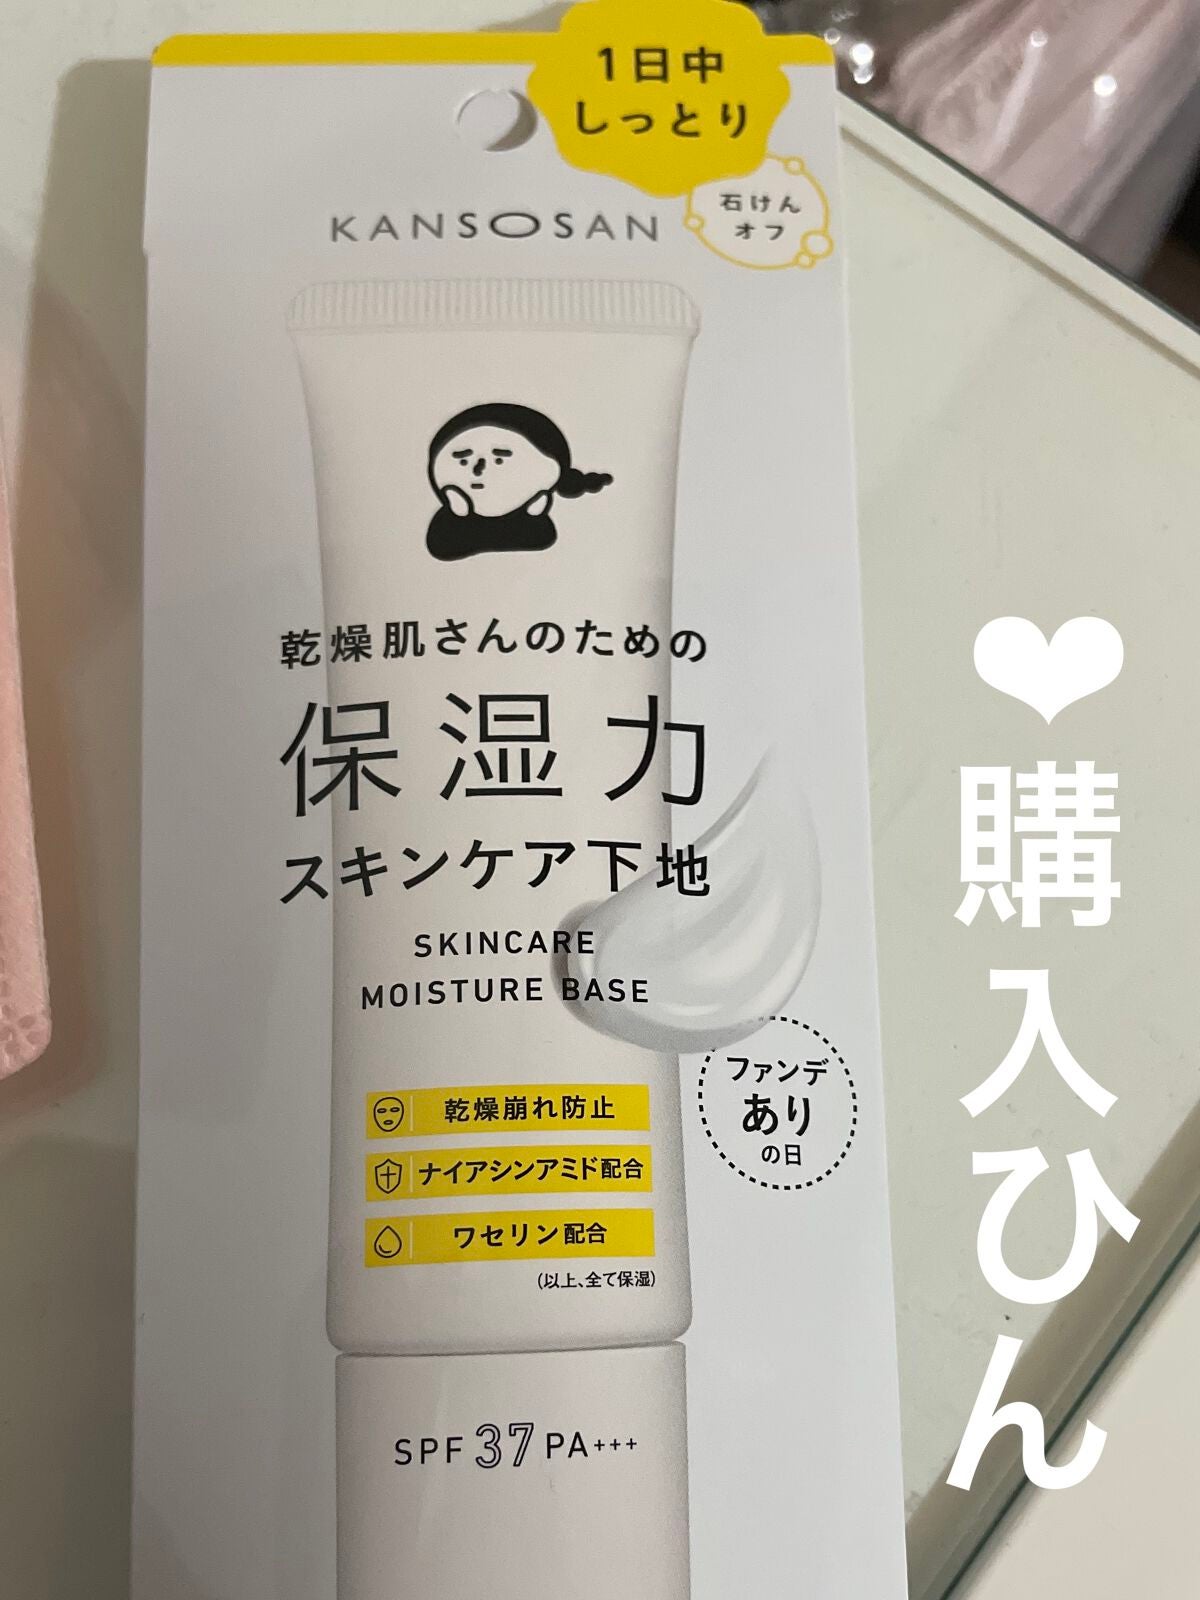 1日中
しっとり
石けん
オフ
KANSOSAN
乾燥肌さんのための
保湿力
スキンケア下地
SKINCARE
MOISTURE BASE
ファンデ
あり
の日
乾燥崩れ防止
ナイアシンアミド配合
ワセリン配合
(以上、全て保湿)
SPF 37 PA+++
❤購入ひん